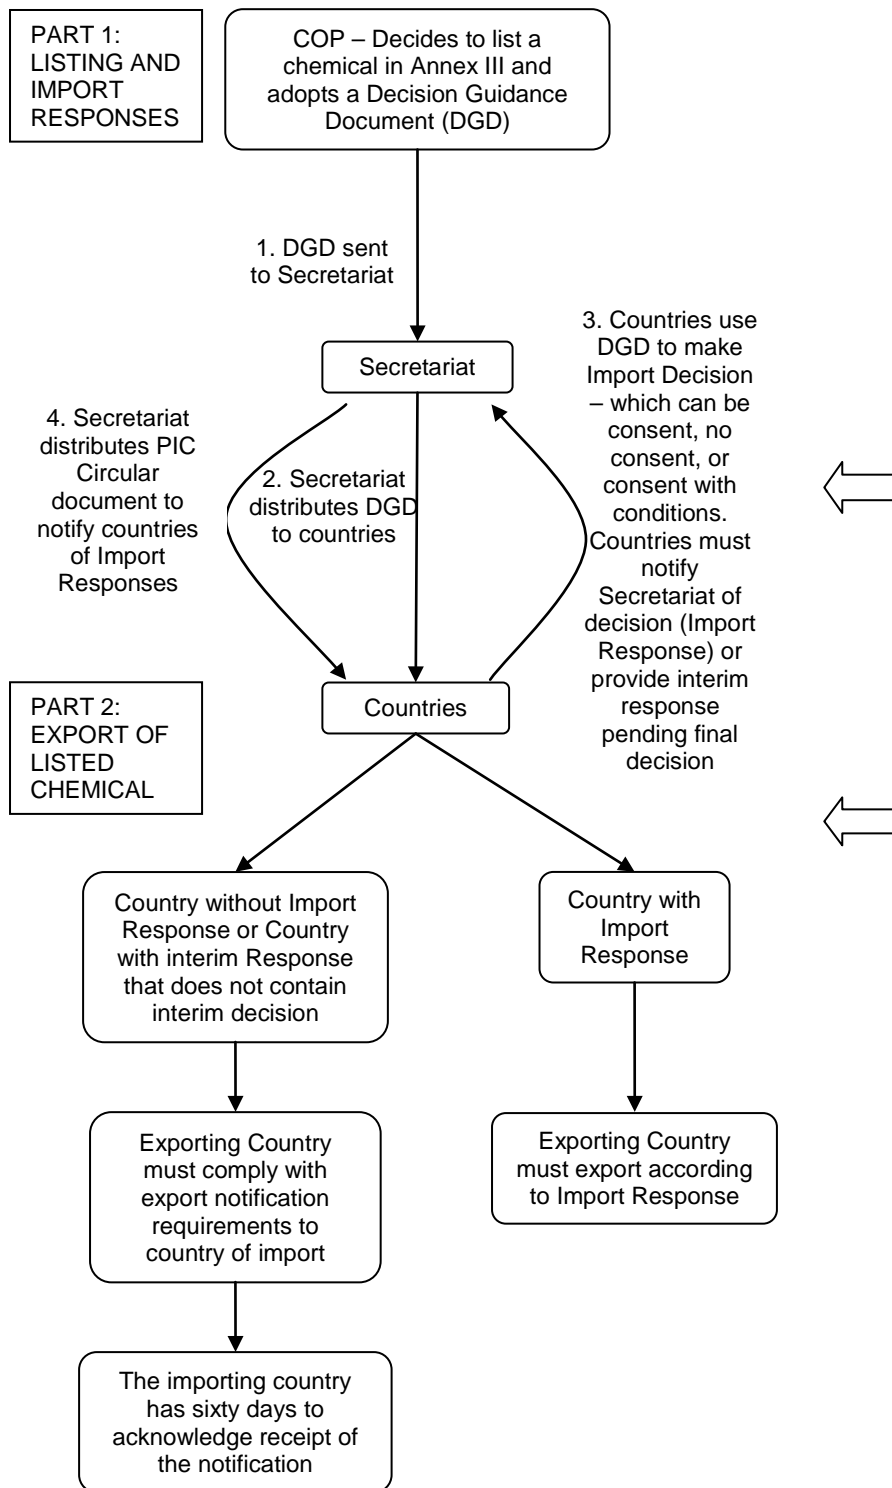 PART 1:
LISTING AND
IMPORT
RESPONSES
COP – Decides to list a
chemical in Annex III and
adopts a Decision Guidance
Document (DGD)
1. DGD sent
to Secretariat
Secretariat
4. Secretariat
distributes PIC
Circular
document to
notify countries
of Import
Responses
2. Secretariat
distributes DGD
to countries
3. Countries use
DGD to make
Import Decision
– which can be
consent, no
consent, or
consent with
conditions.
Countries must
notify
Secretariat of
decision (Import
Response) or
provide interim
response
pending final
decision
PART 2:
EXPORT OF
LISTED
CHEMICAL
Countries
Country without Import
Response or Country
with interim Response
that does not contain
interim decision
Country with
Import
Response
Exporting Country
must comply with
export notification
requirements to
country of import
Exporting Country
must export according
to Import Response
The importing country
has sixty days to
acknowledge receipt of
the notification